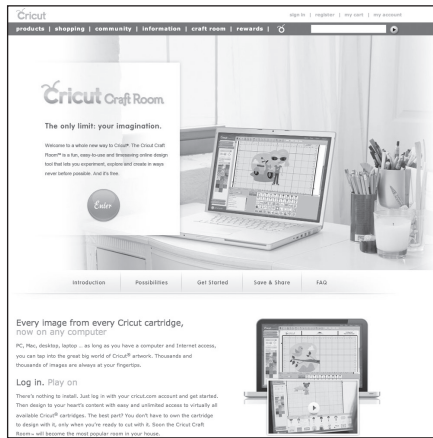 Cricut
sign in | register | my cart | my account
products | shopping | community | information | craft room | rewards |
Cricut Craft Room™
The only limit: your imagination.
Welcome to a whole new way to Cricut®. The Cricut Craft
Room™ is a fun, easy-to-use and timesaving online design
tool that lets you experiment, explore and create in ways
never before possible. And it's free.
Enter
Introduction
Possibilities
Get Started
Save & Share
FAQ
Every image from every Cricut cartridge,
now on any computer
PC, Mac, desktop, laptop .. as long as you have a computer and Internet access,
you can tap into the great big world of Cricut® artwork. Thousands and
thousands of images are always at your fingertips.
Log in. Play on
There's nothing to install. Just log in with your cricut.com account and get started.
Then design to your heart's content with easy and unlimited access to virtually all
available Cricut® cartridges. The best part? You don't have to own the cartridge
to design with it, only when you're ready to cut with it. Soon the Cricut Craft
Room™ will become the most popular room in your house.